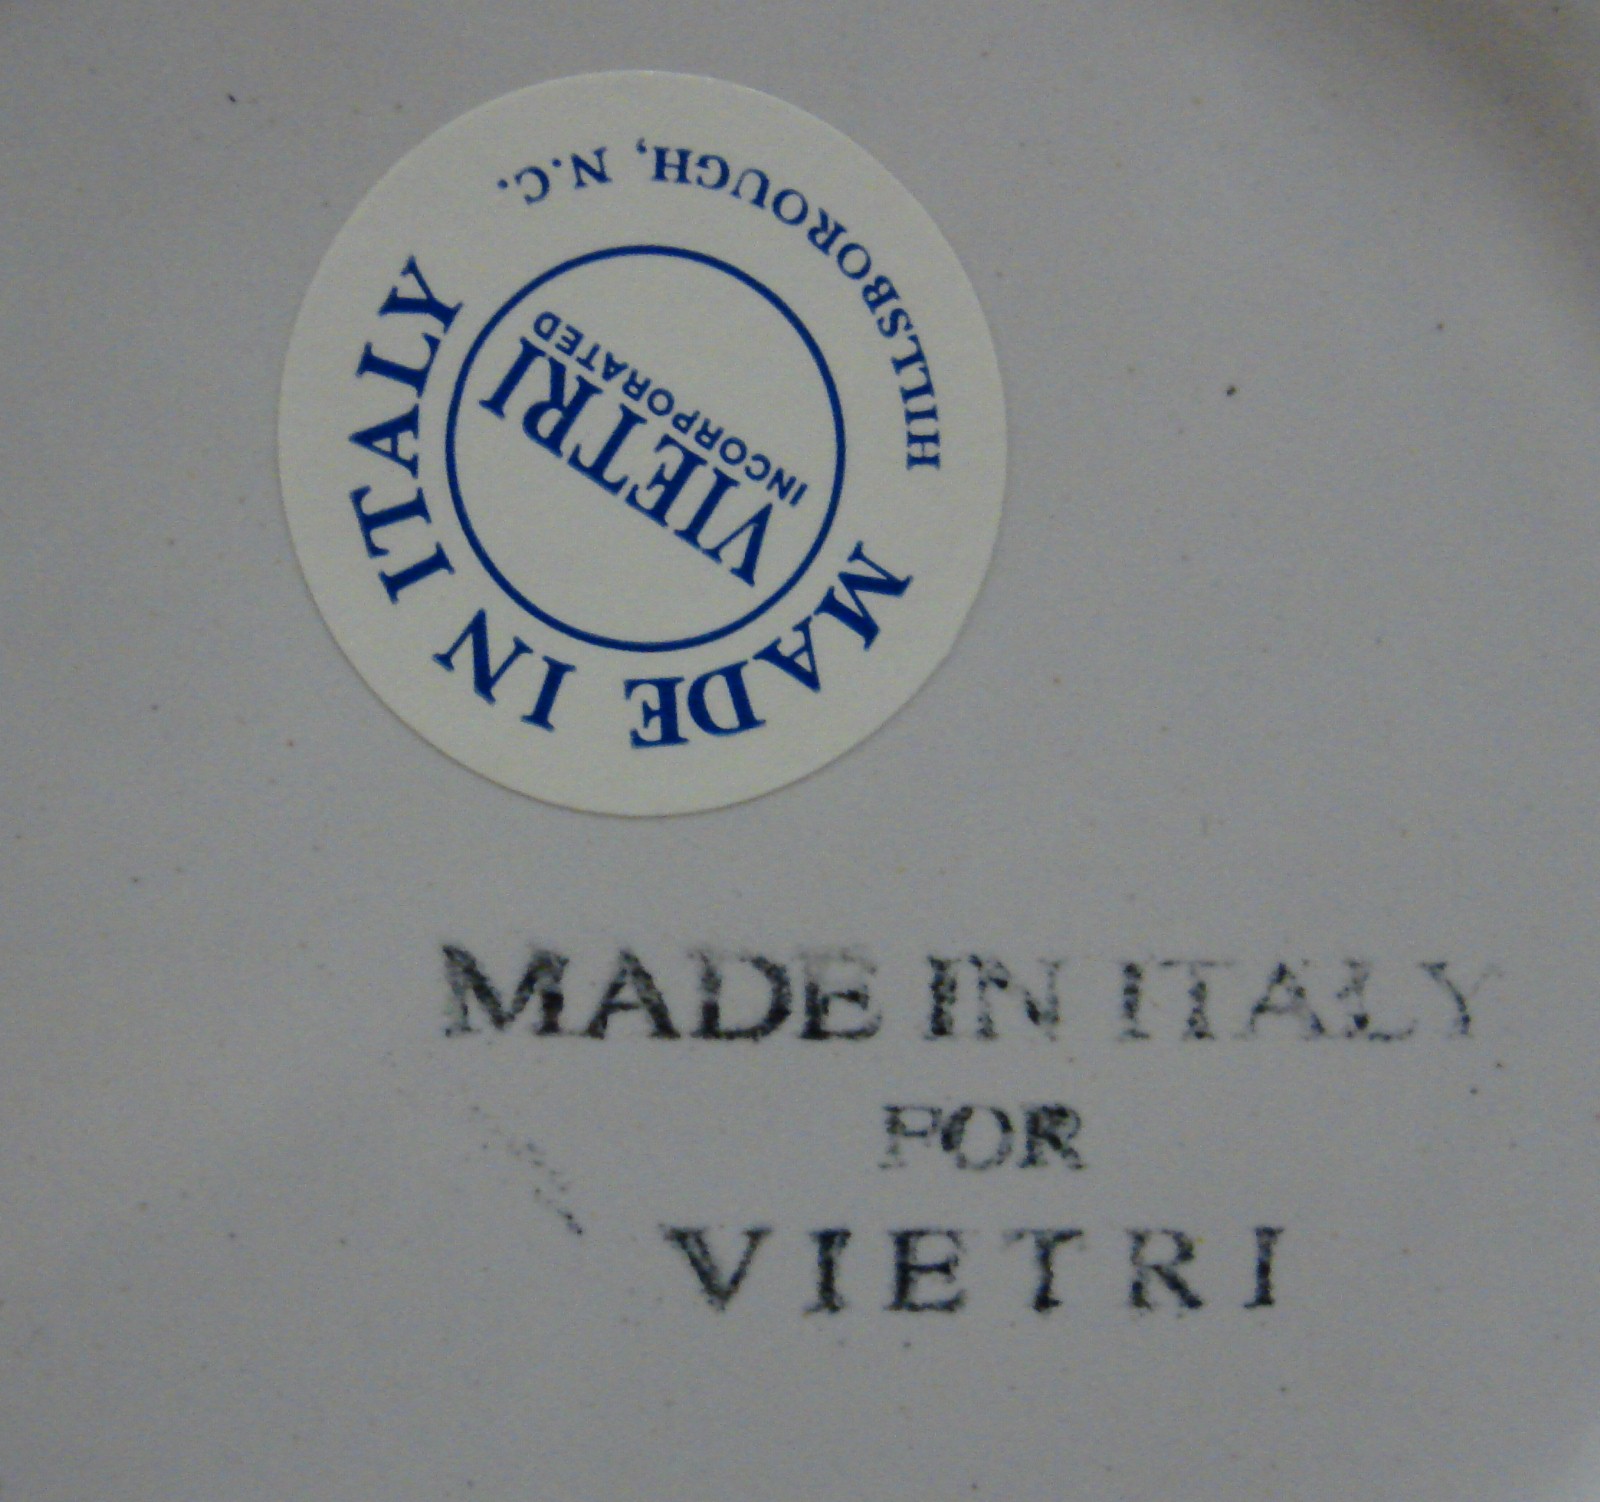 MADE IN ITALY
VIETRI
INCORPORATED
HILLSBOROUGH, N.C.
MADE IN ITALY
FOR
VIETRI